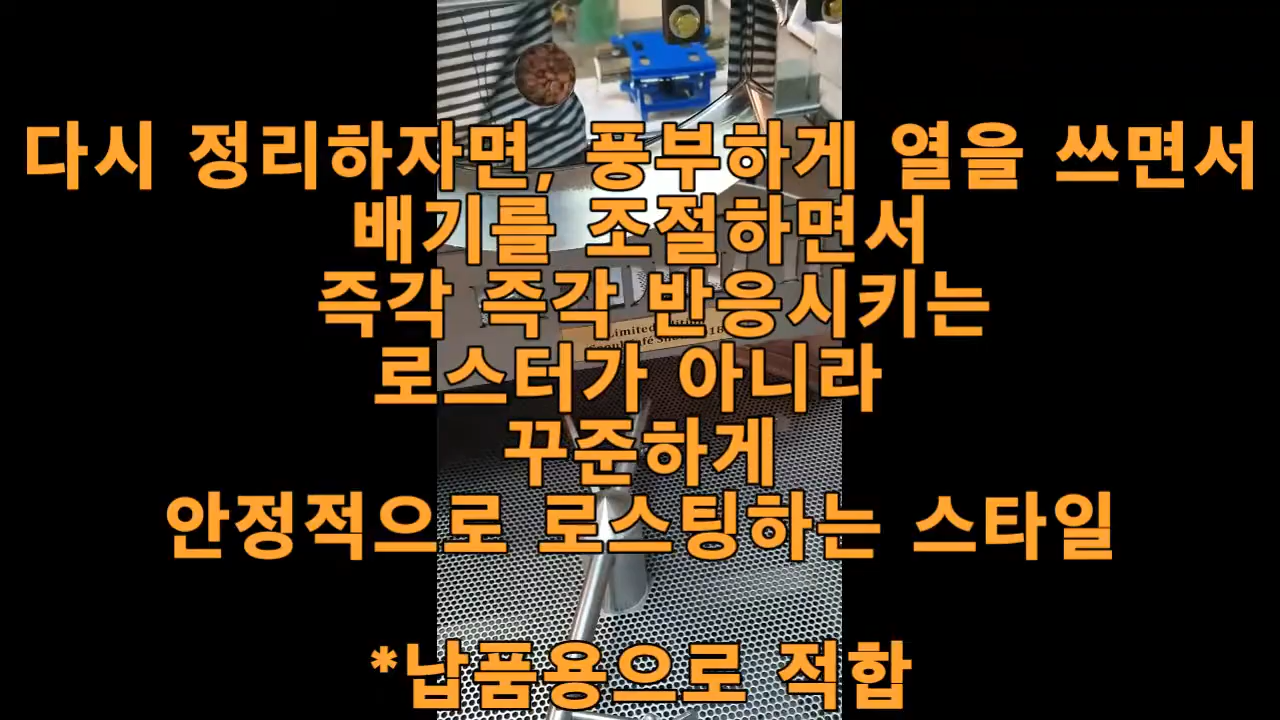 다시 정리하자면, 풍부하게 열을 쓰면서
배기를 조절하면서
즉각 즉각 반응시키는
Limited
로스터가 아니라
꾸준하게
안정적으로 로스팅하는 스타일
*납품용으로 적합